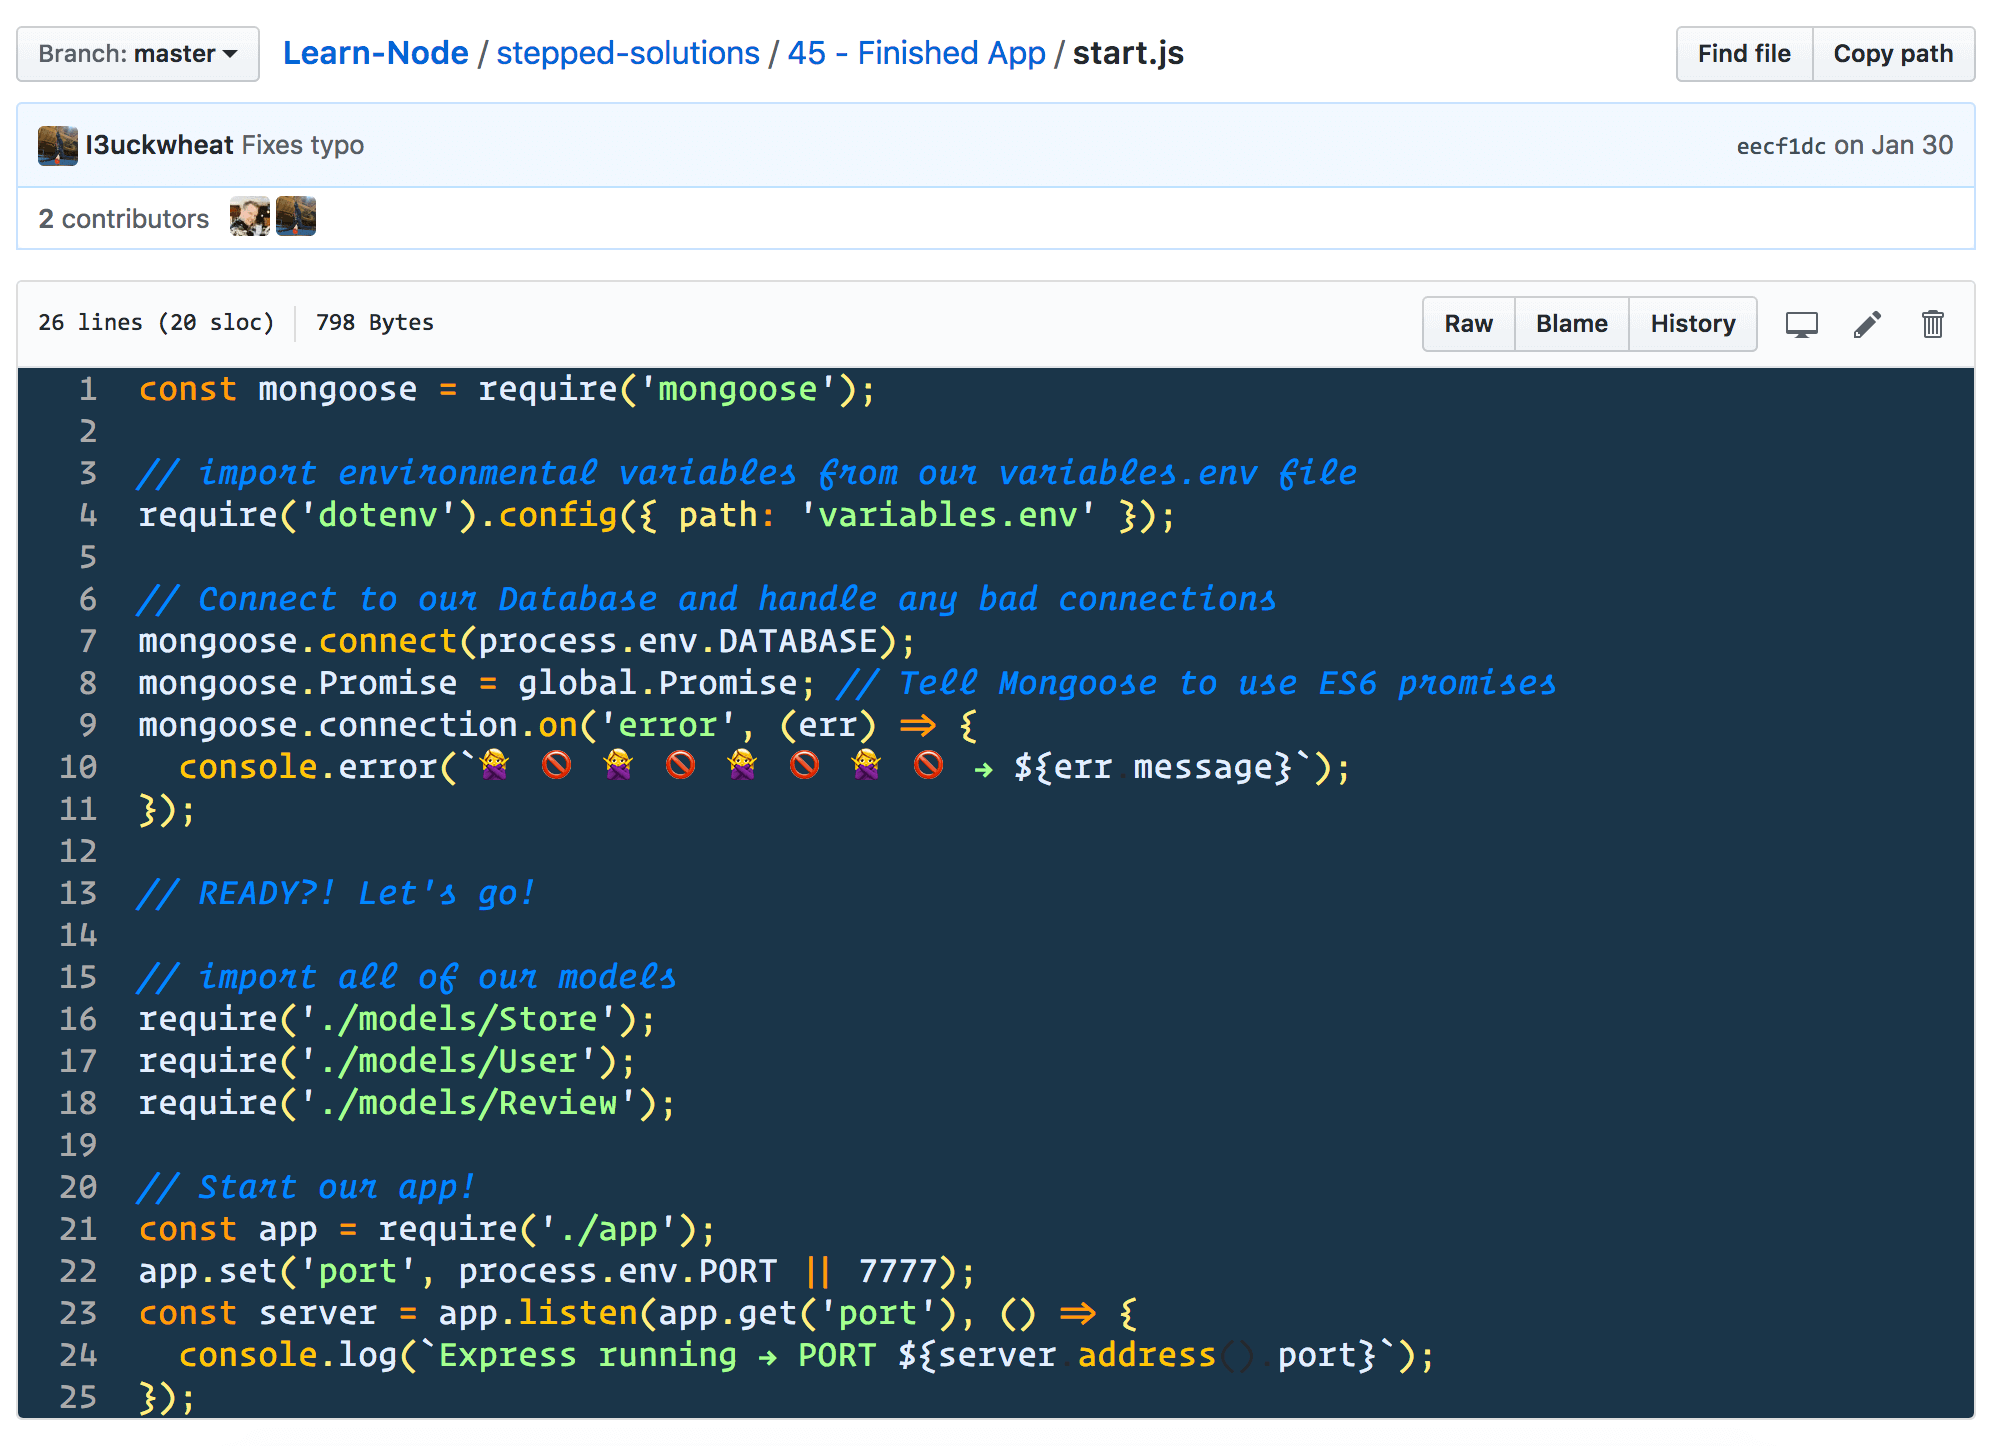 Branch: master Learn-Node / stepped-solutions / 45 - Finished App / start.js Find file Copy path
l3uckwheat Fixes typo eecf1dc on Jan 30
2 contributors
26 lines (20 sloc) 798 Bytes Raw Blame History
1 const mongoose = require('mongoose');
2
3 // import environmental variables from our variables.env file
4 require('dotenv').config({ path: 'variables.env' });
5
6 // Connect to our Database and handle any bad connections
7 mongoose.connect(process.env.DATABASE);
8 mongoose.Promise = global.Promise; // Tell Mongoose to use ES6 promises
9 mongoose.connection.on('error', (err) => {
10   console.error(`🙅 🚫 🙅 🚫 🙅 🚫 🙅 🚫 → ${err.message}`);
11 });
12
13 // READY?! Let's go!
14
15 // import all of our models
16 require('./models/Store');
17 require('./models/User');
18 require('./models/Review');
19
20 // Start our app!
21 const app = require('./app');
22 app.set('port', process.env.PORT || 7777);
23 const server = app.listen(app.get('port'), () => {
24   console.log(`Express running → PORT ${server.address().port}`);
25 });